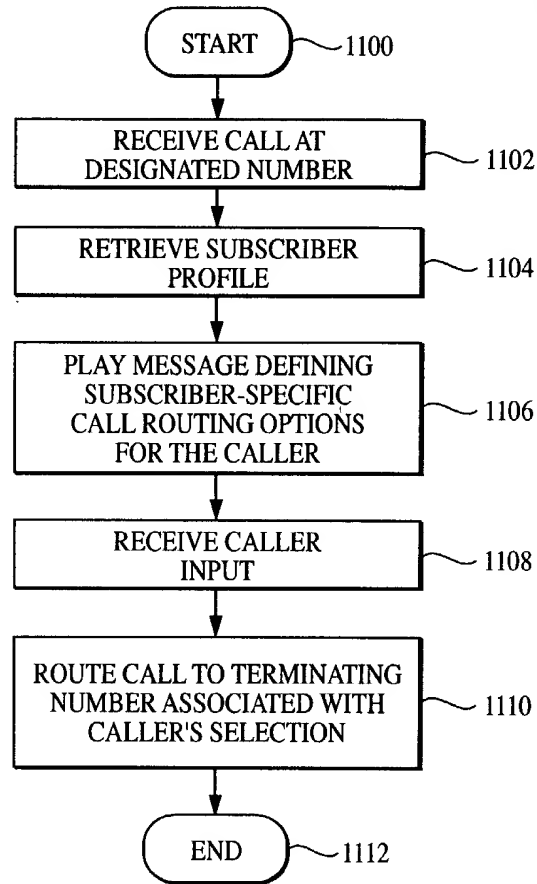 START
1100
RECEIVE CALL AT
DESIGNATED NUMBER
1102
RETRIEVE SUBSCRIBER
PROFILE
1104
PLAY MESSAGE DEFINING
SUBSCRIBER-SPECIFIC
CALL ROUTING OPTIONS
FOR THE CALLER
1106
RECEIVE CALLER
INPUT
1108
ROUTE CALL TO TERMINATING
NUMBER ASSOCIATED WITH
CALLER'S SELECTION
1110
END
1112